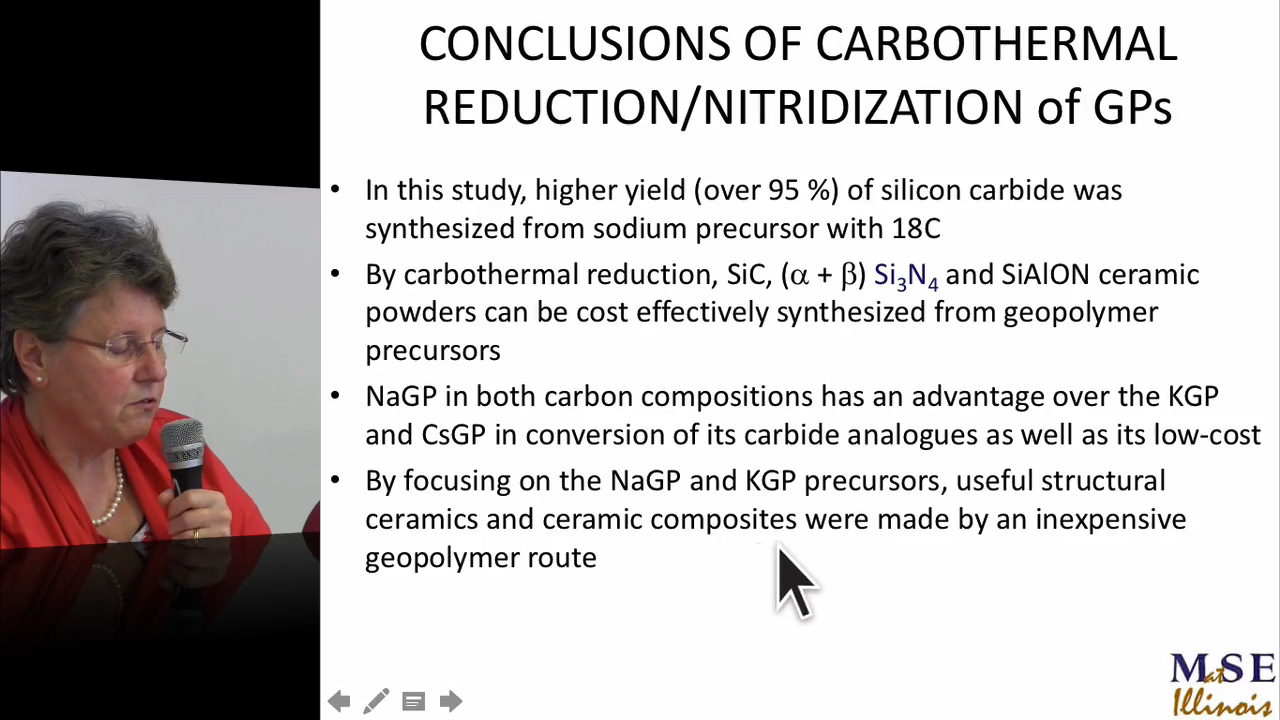 CONCLUSIONS OF CARBOTHERMAL
REDUCTION/NITRIDIZATION of GPs
• In this study, higher yield (over 95 %) of silicon carbide was
synthesized from sodium precursor with 18C
• By carbothermal reduction, SiC, (α + β) Si₃N₄ and SiAlON ceramic
powders can be cost effectively synthesized from geopolymer
precursors
• NaGP in both carbon compositions has an advantage over the KGP
and CsGP in conversion of its carbide analogues as well as its low-cost
• By focusing on the NaGP and KGP precursors, useful structural
ceramics and ceramic composites were made by an inexpensive
geopolymer route
MatSE
Illinois